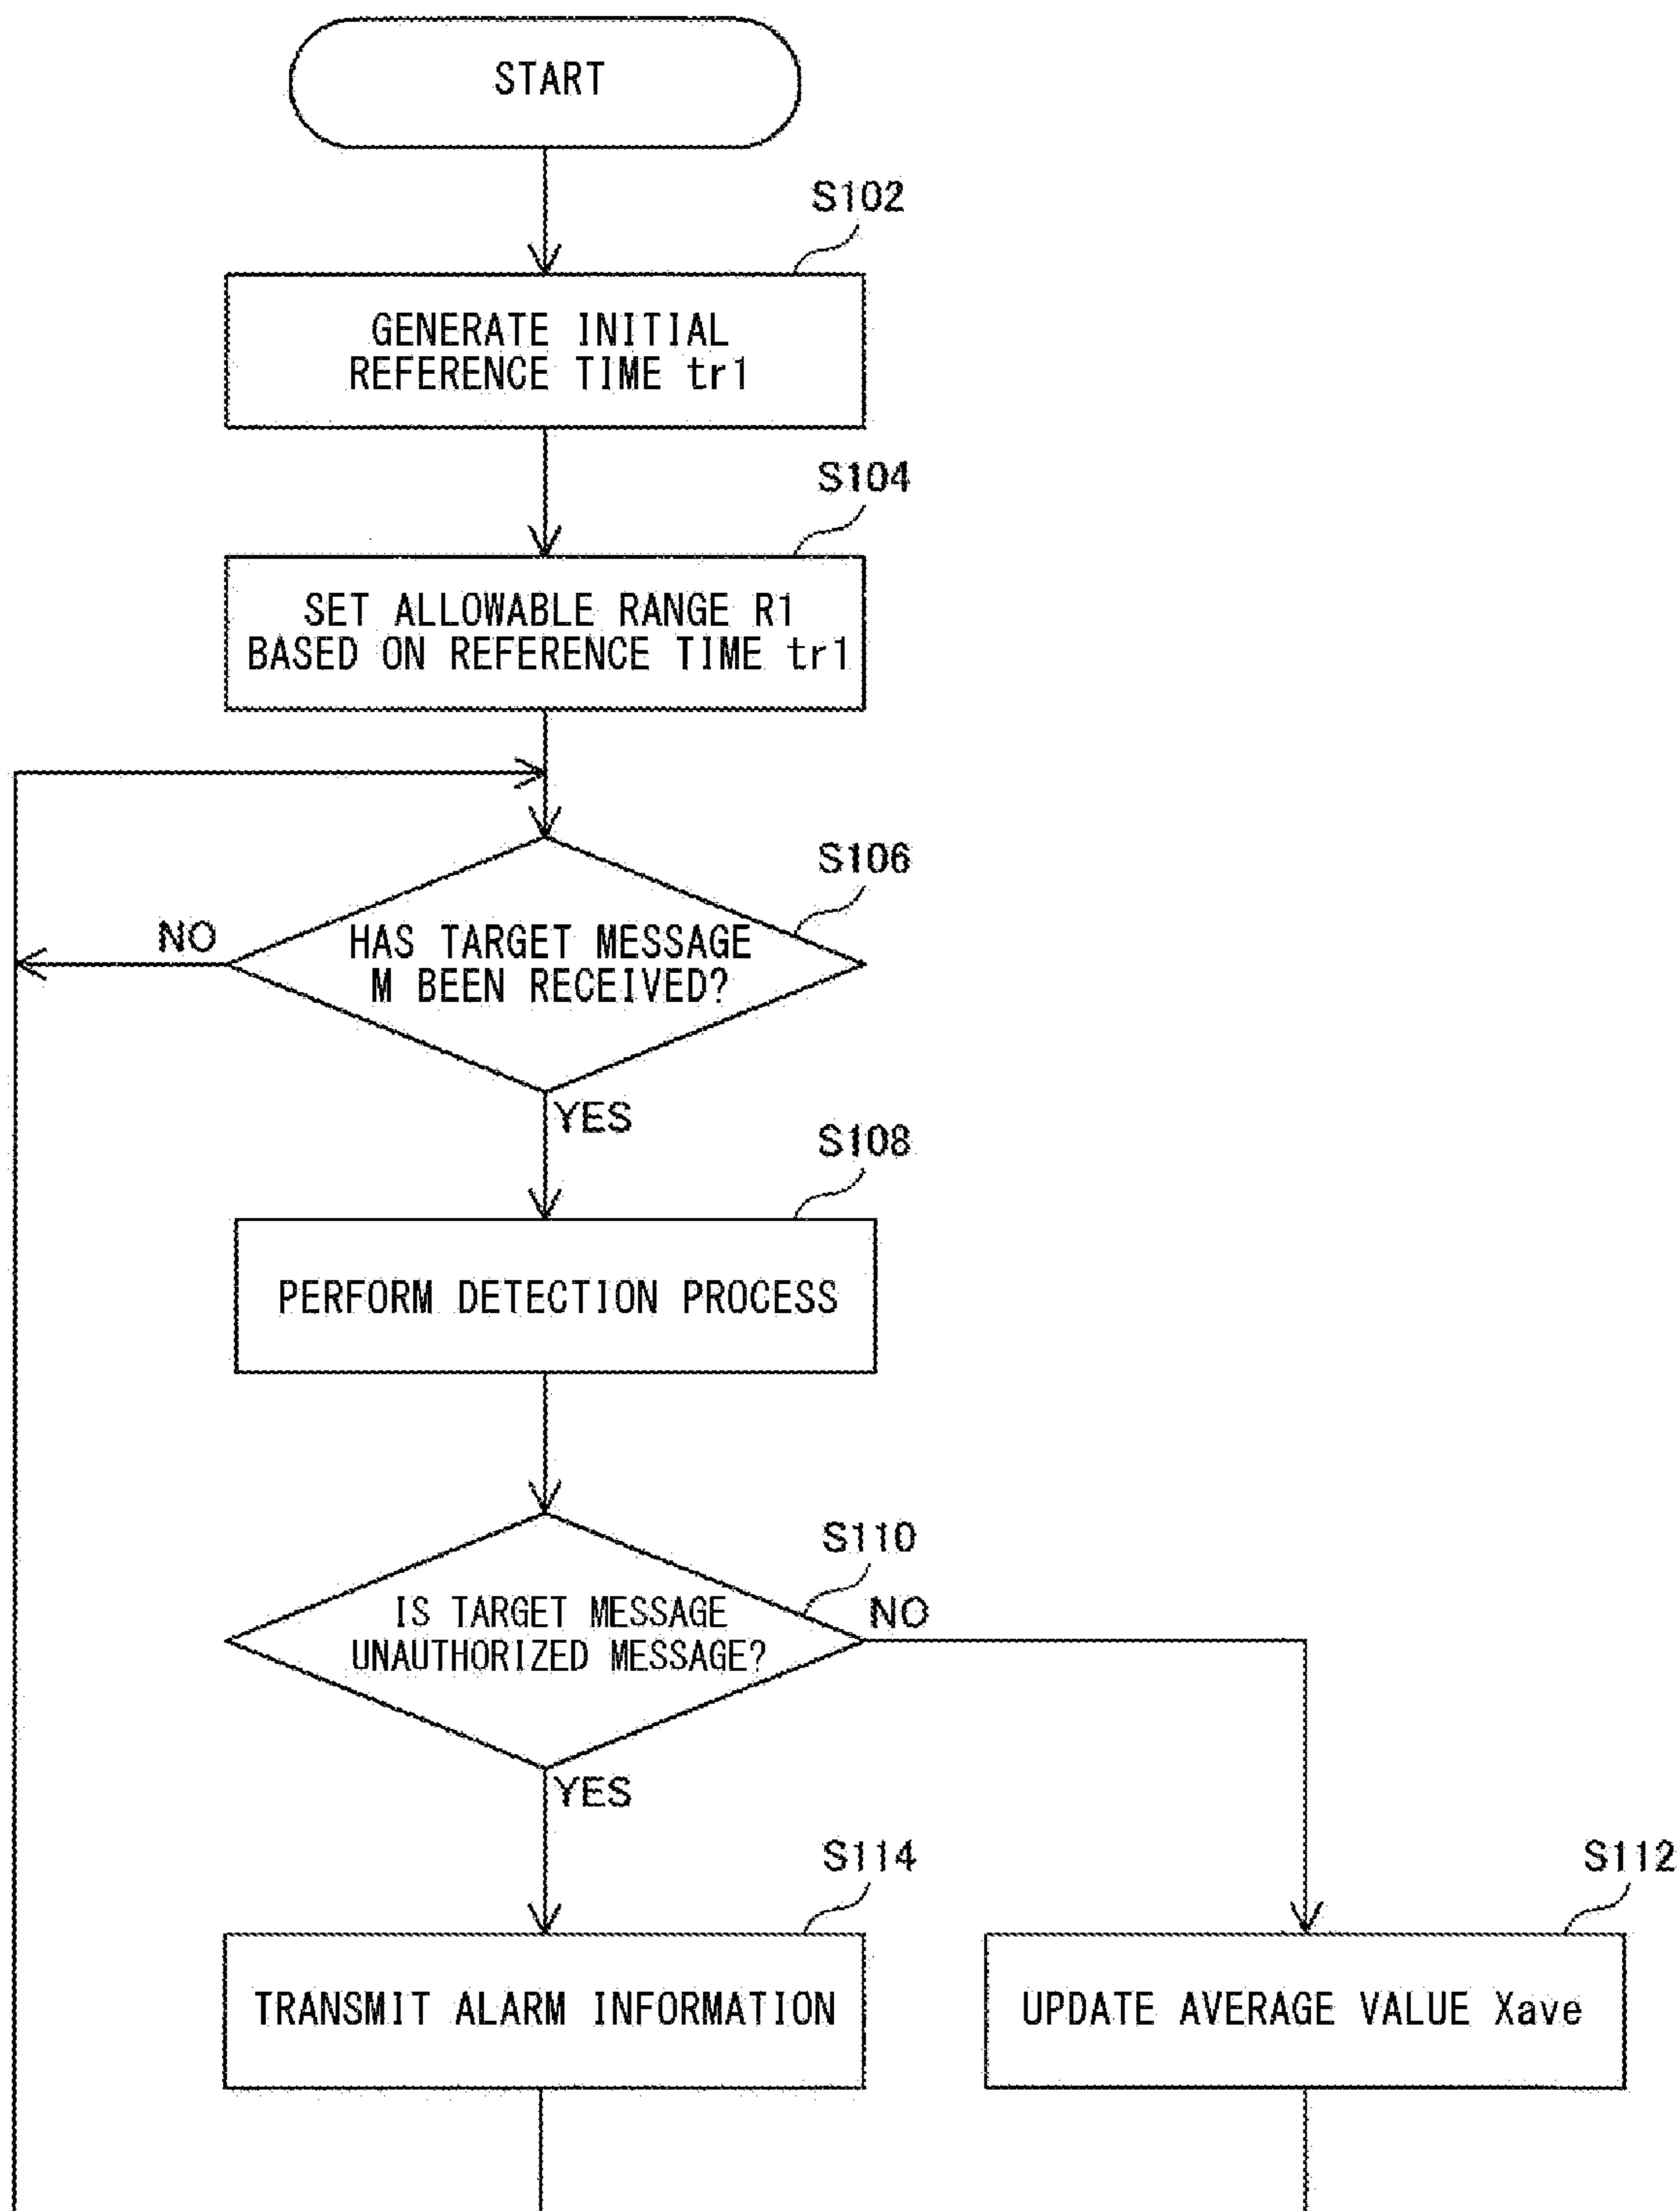 START
S102
GENERATE INITIAL
REFERENCE TIME tr1
S104
SET ALLOWABLE RANGE R1
BASED ON REFERENCE TIME tr1
S106
NO
HAS TARGET MESSAGE
M BEEN RECEIVED?
YES
S108
PERFORM DETECTION PROCESS
S110
NO
IS TARGET MESSAGE
UNAUTHORIZED MESSAGE?
YES
S114
S112
TRANSMIT ALARM INFORMATION
UPDATE AVERAGE VALUE Xave